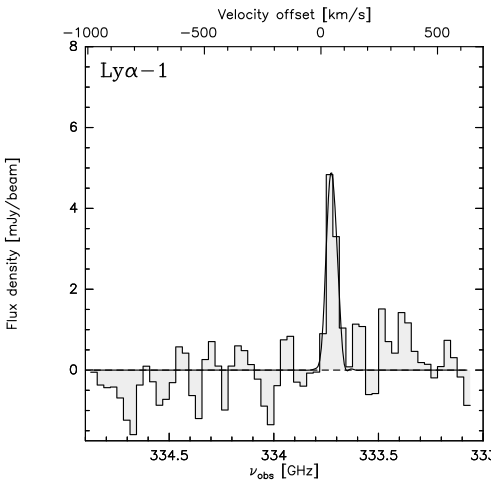 Velocity offset [km/s]
−1000 −500 0 500
Lyα−1
8
6
4
2
0
Flux density [mJy/beam]
334.5 334 333.5 333
ν_obs [GHz]